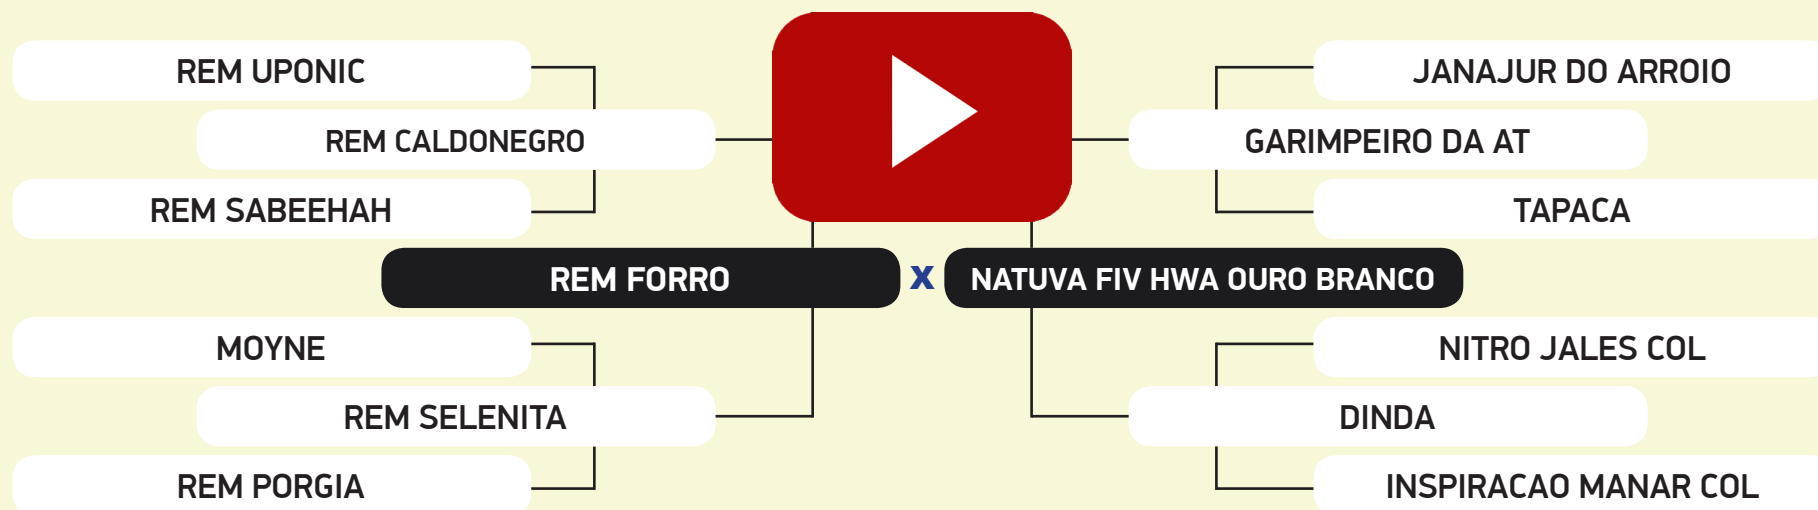 REM UPONIC
JANAJUR DO ARROIO
REM CALDONEGRO
GARIMPEIRO DA AT
REM SABEEHAH
TAPACA
REM FORRO x NATUVA FIV HWA OURO BRANCO
MOYNE
NITRO JALES COL
REM SELENITA
DINDA
REM PORGIA
INSPIRACAO MANAR COL